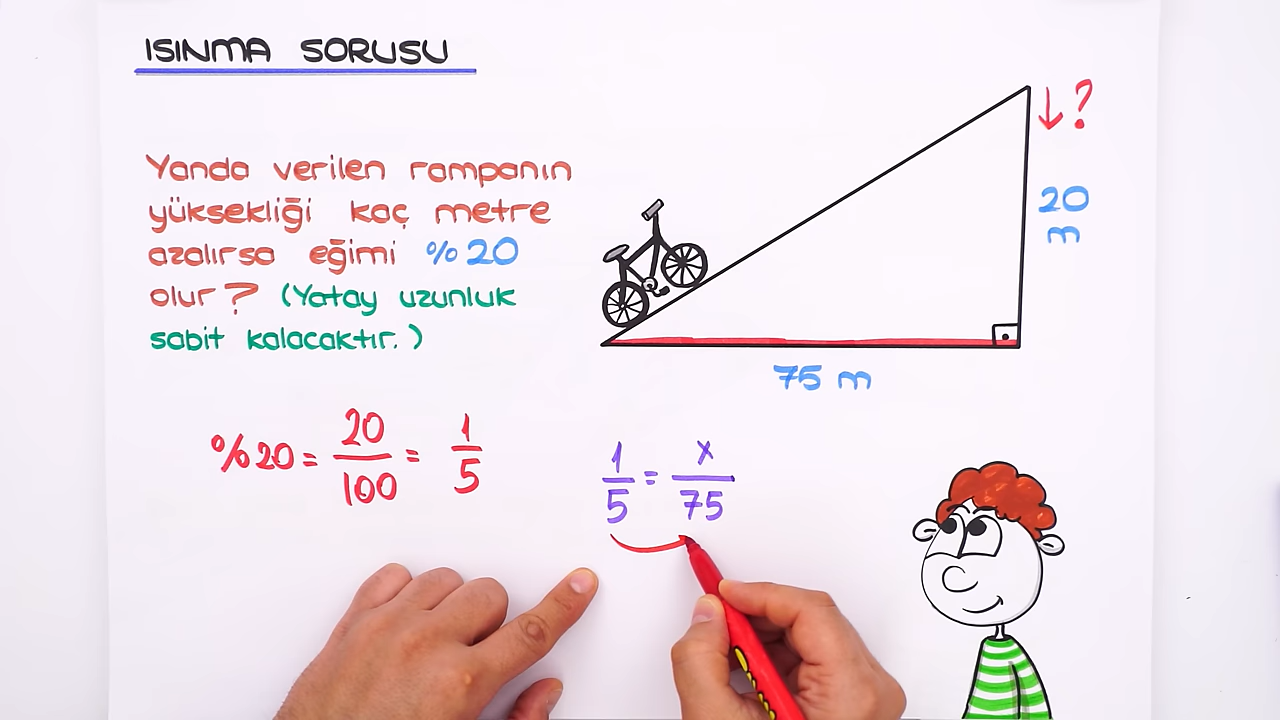 ISINMA SORUSU
Yanda verilen rampanın
yüksekliği kaç metre
azalırsa eğimi %20
olur? (Yatay uzunluk
sabit kalacaktır.)
↓?
20
m
75 m
%20 = 20/100 = 1/5
1/5 = x/75